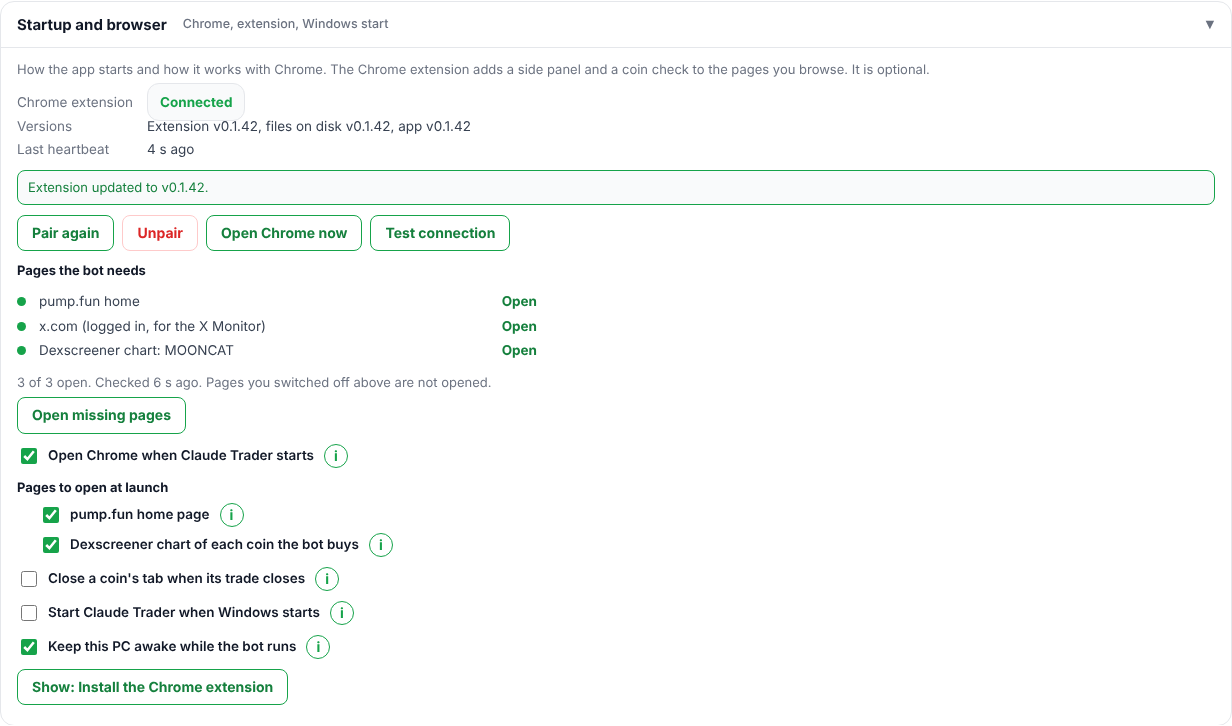 Startup and browser Chrome, extension, Windows start ▼
How the app starts and how it works with Chrome. The Chrome extension adds a side panel and a coin check to the pages you browse. It is optional.
Chrome extension Connected
Versions Extension v0.1.42, files on disk v0.1.42, app v0.1.42
Last heartbeat 4 s ago
Extension updated to v0.1.42.
Pair again Unpair Open Chrome now Test connection
Pages the bot needs
pump.fun home Open
x.com (logged in, for the X Monitor) Open
Dexscreener chart: MOONCAT Open
3 of 3 open. Checked 6 s ago. Pages you switched off above are not opened.
Open missing pages
Open Chrome when Claude Trader starts i
Pages to open at launch
pump.fun home page i
Dexscreener chart of each coin the bot buys i
Close a coin's tab when its trade closes i
Start Claude Trader when Windows starts i
Keep this PC awake while the bot runs i
Show: Install the Chrome extension